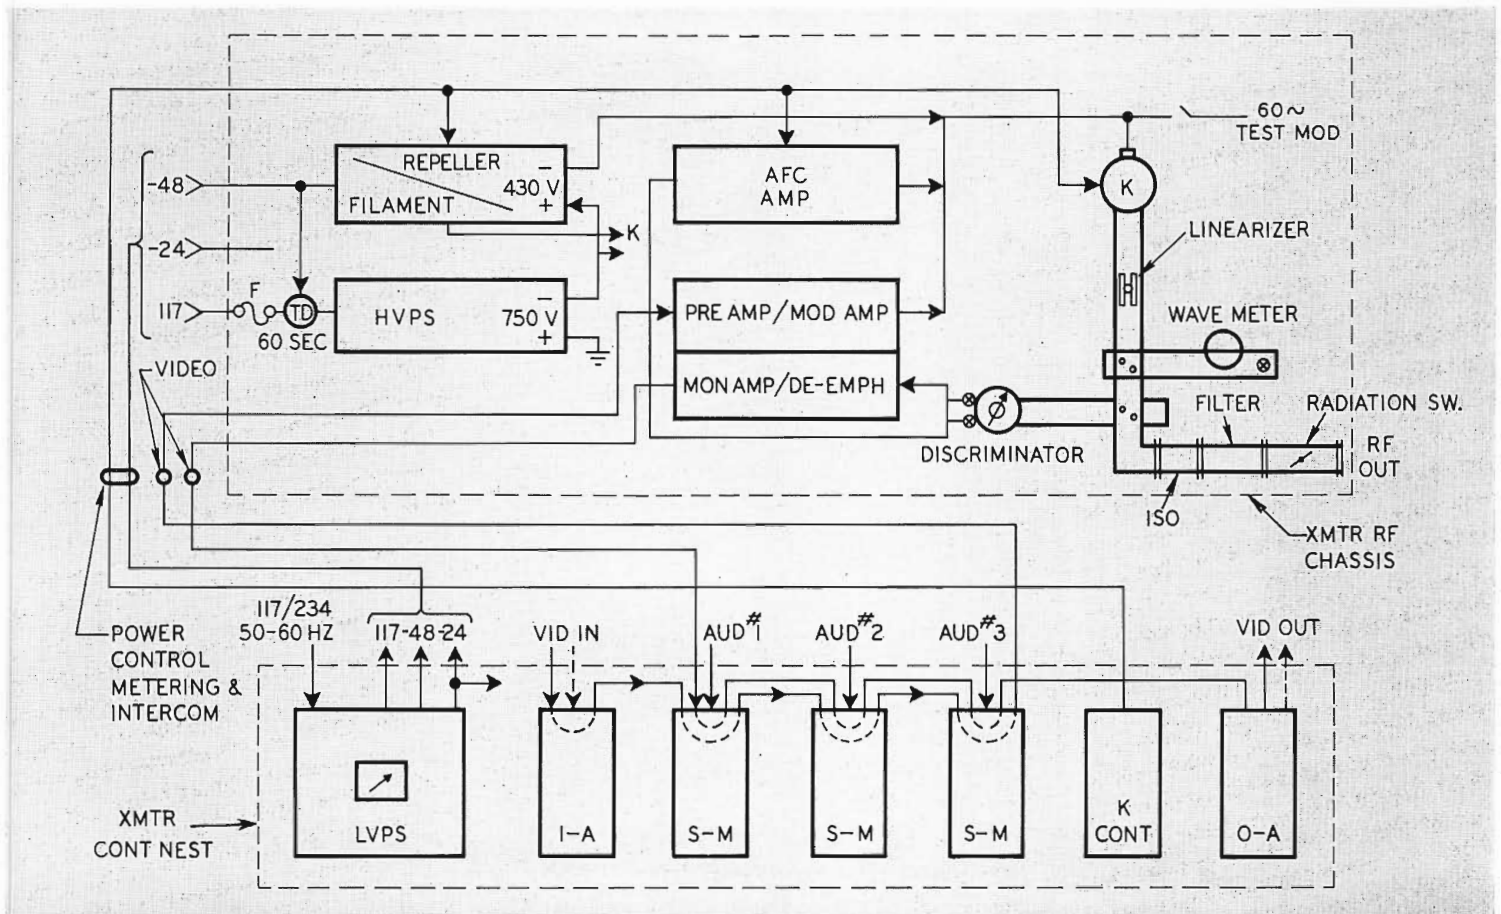 60~
TEST MOD
REPELLER
430 V
−
+
FILAMENT
AFC
AMP
K
-48
K
-24
LINEARIZER
F
117
TD
60 SEC
HVPS
750 V
−
+
PRE AMP/MOD AMP
WAVE METER
VIDEO
MON AMP/DE-EMPH
FILTER
RADIATION SW.
DISCRIMINATOR
RF
OUT
ISO
XMTR RF
CHASSIS
117/234
50-60 HZ
117-48-24
VID IN
AUD #1
AUD #2
AUD #3
VID OUT
POWER
CONTROL
METERING &
INTERCOM
XMTR
CONT NEST
LVPS
I-A
S-M
S-M
S-M
K
CONT
O-A